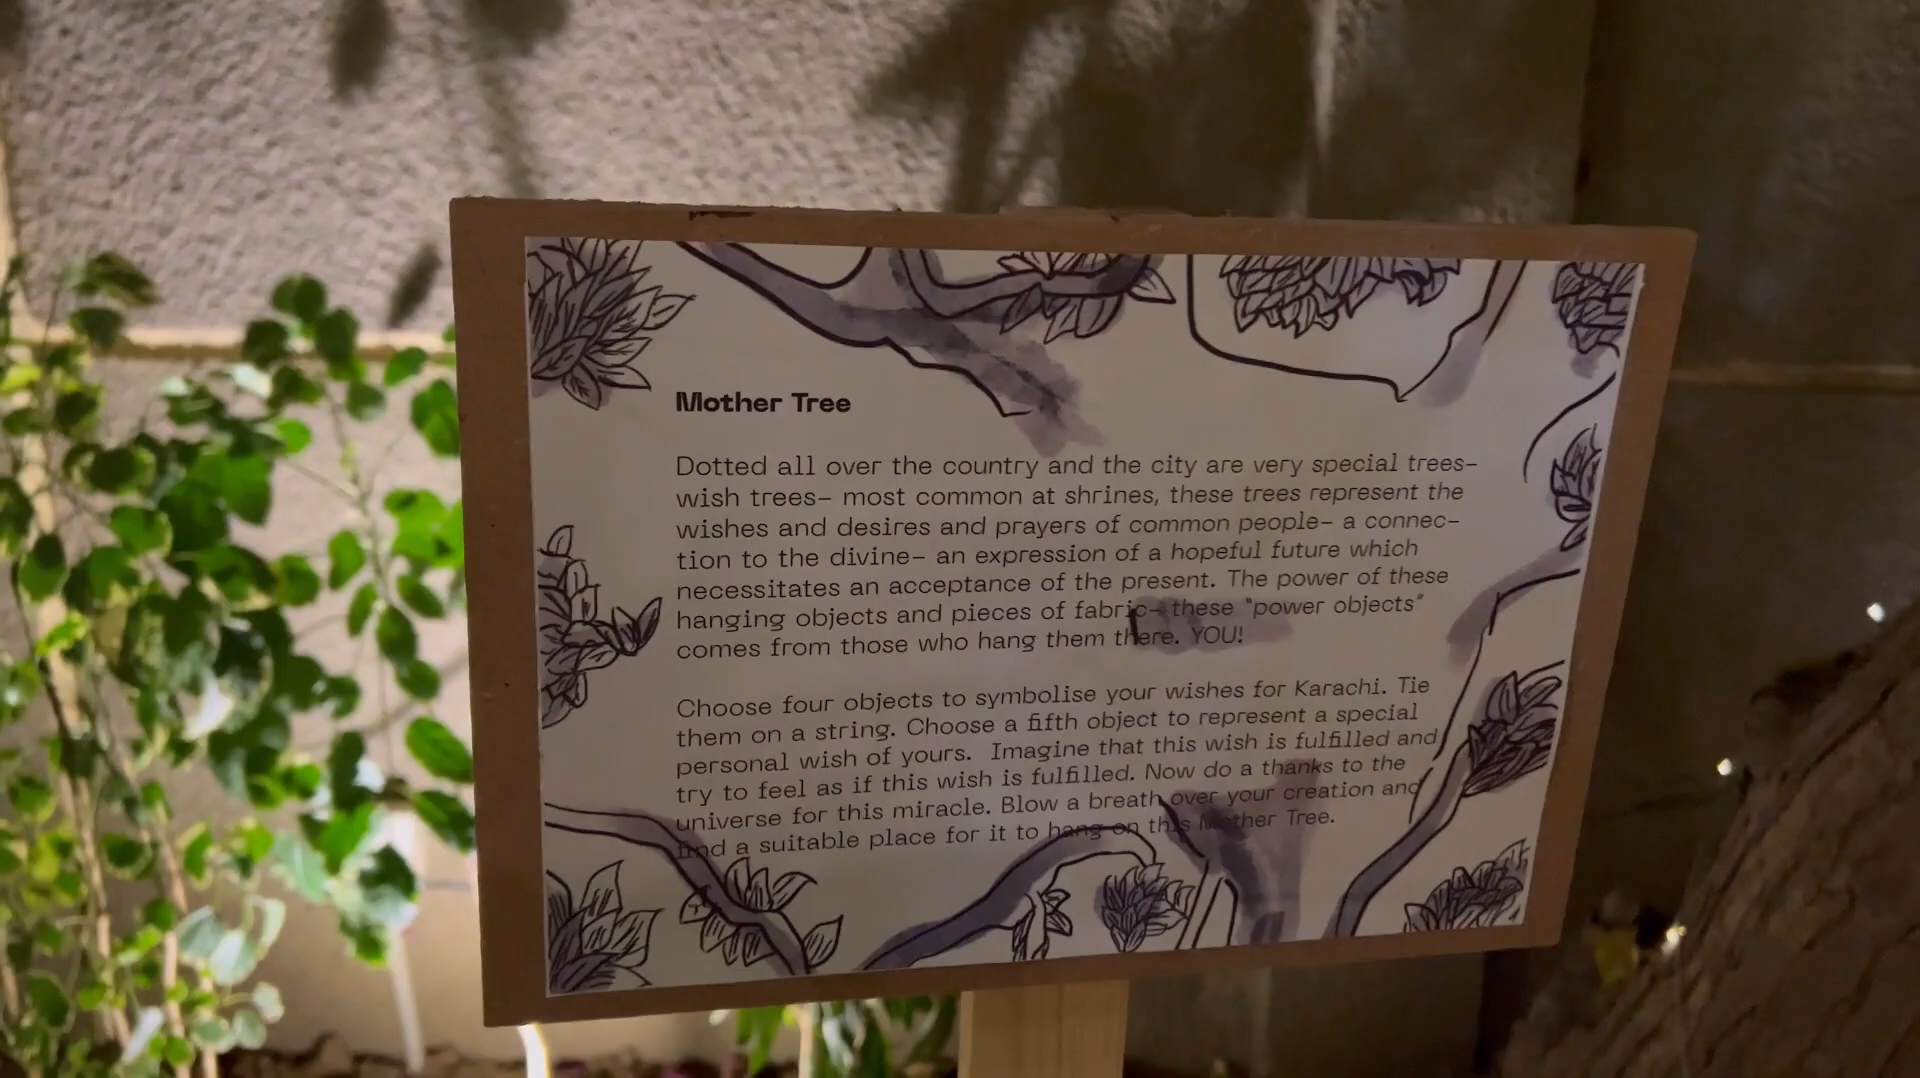 Mother Tree
Dotted all over the country and the city are very special trees-
wish trees- most common at shrines, these trees represent the
wishes and desires and prayers of common people- a connec-
tion to the divine- an expression of a hopeful future which
necessitates an acceptance of the present. The power of these
hanging objects and pieces of fabric- these "power objects"
comes from those who hang them there. YOU!
Choose four objects to symbolise your wishes for Karachi. Tie
them on a string. Choose a fifth object to represent a special
personal wish of yours.  Imagine that this wish is fulfilled and
try to feel as if this wish is fulfilled. Now do a thanks to the
universe for this miracle. Blow a breath over your creation and
find a suitable place for it to hang on this Mother Tree.